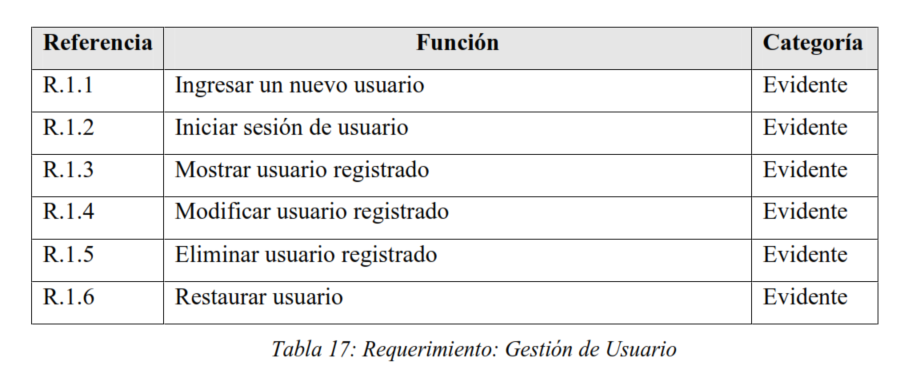 Referencia Función Categoría
R.1.1 Ingresar un nuevo usuario Evidente
R.1.2 Iniciar sesión de usuario Evidente
R.1.3 Mostrar usuario registrado Evidente
R.1.4 Modificar usuario registrado Evidente
R.1.5 Eliminar usuario registrado Evidente
R.1.6 Restaurar usuario Evidente
Tabla 17: Requerimiento: Gestión de Usuario